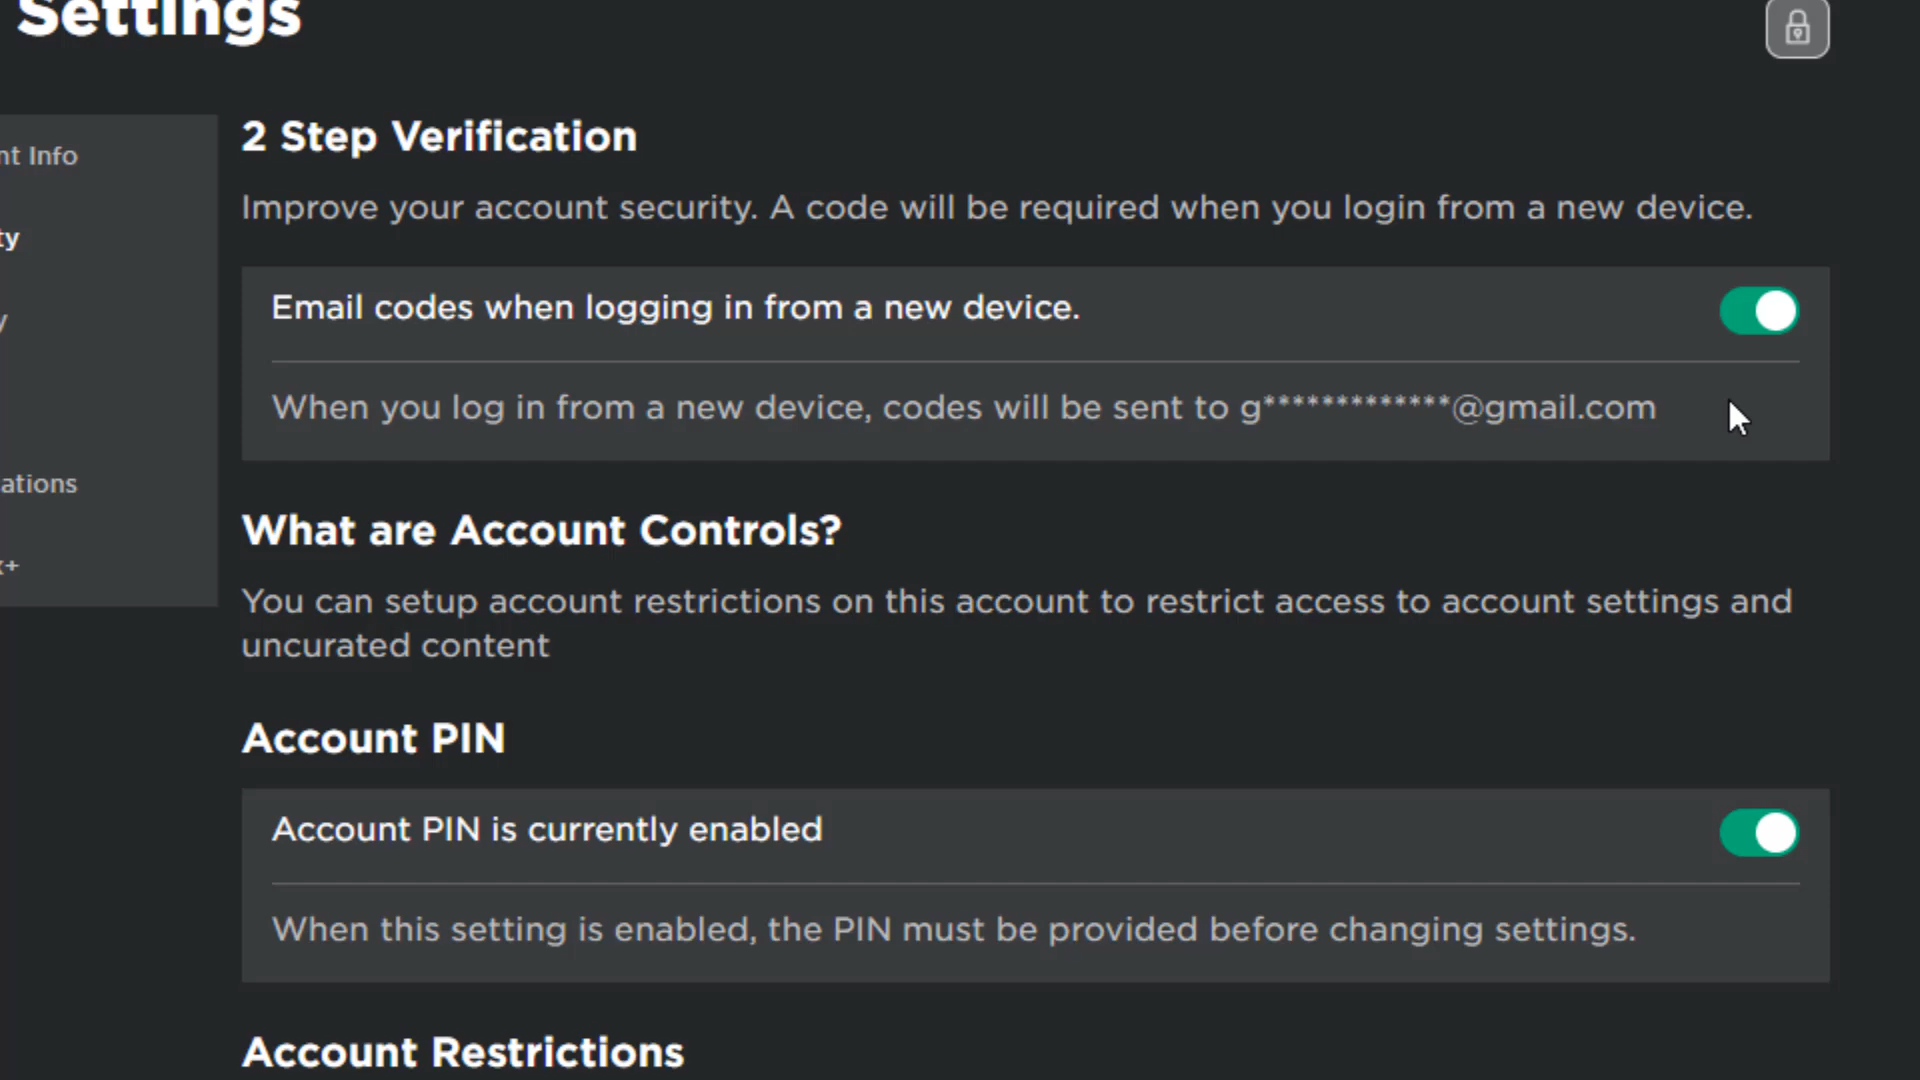 Settings
nt Info
ty
y
ations
x+
2 Step Verification
Improve your account security. A code will be required when you login from a new device.
Email codes when logging in from a new device.
When you log in from a new device, codes will be sent to g*************@gmail.com
What are Account Controls?
You can setup account restrictions on this account to restrict access to account settings and
uncurated content
Account PIN
Account PIN is currently enabled
When this setting is enabled, the PIN must be provided before changing settings.
Account Restrictions